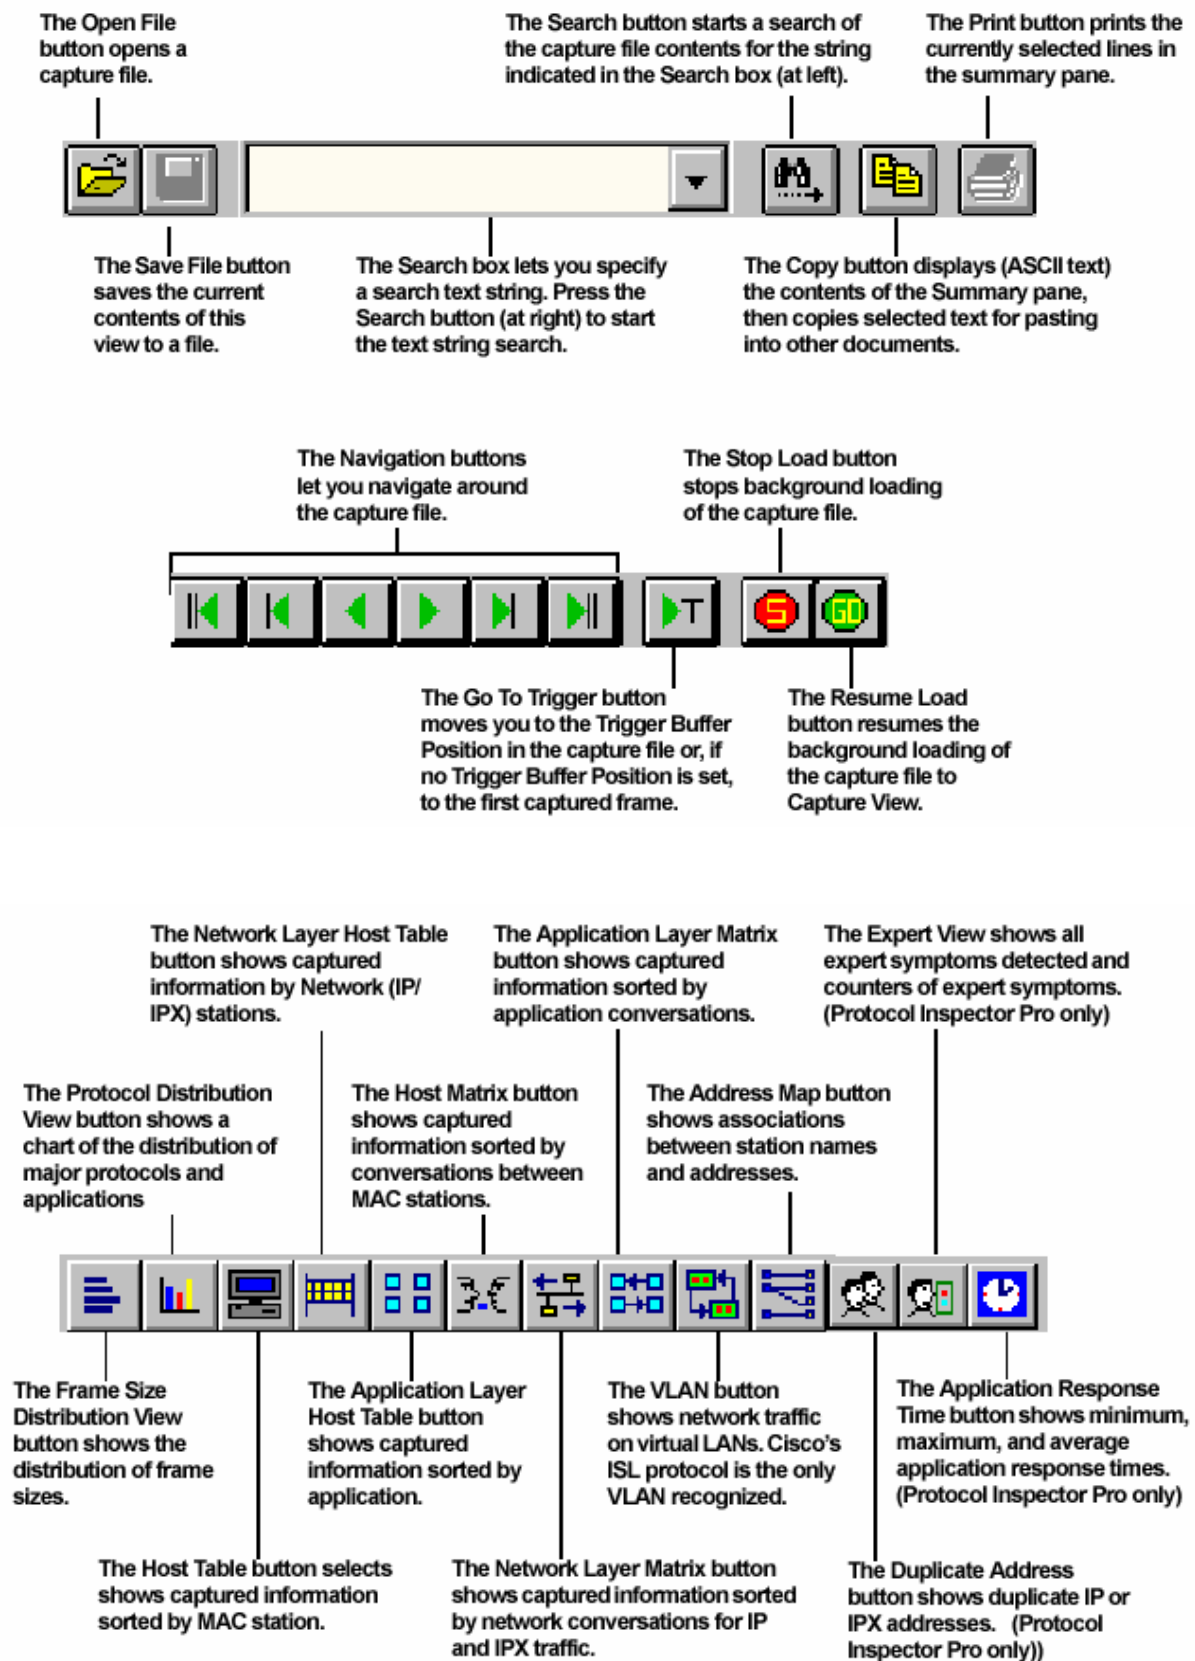 The Open File
button opens a
capture file.
The Search button starts a search of
the capture file contents for the string
indicated in the Search box (at left).
The Print button prints the
currently selected lines in
the summary pane.
The Save File button
saves the current
contents of this
view to a file.
The Search box lets you specify
a search text string. Press the
Search button (at right) to start
the text string search.
The Copy button displays (ASCII text)
the contents of the Summary pane,
then copies selected text for pasting
into other documents.
The Navigation buttons
let you navigate around
the capture file.
The Stop Load button
stops background loading
of the capture file.
T
S
GO
The Go To Trigger button
moves you to the Trigger Buffer
Position in the capture file or, if
no Trigger Buffer Position is set,
to the first captured frame.
The Resume Load
button resumes the
background loading of
the capture file to
Capture View.
The Network Layer Host Table
button shows captured
information by Network (IP/
IPX) stations.
The Application Layer Matrix
button shows captured
information sorted by
application conversations.
The Expert View shows all
expert symptoms detected and
counters of expert symptoms.
(Protocol Inspector Pro only)
The Protocol Distribution
View button shows a
chart of the distribution of
major protocols and
applications
The Host Matrix button
shows captured
information sorted by
conversations between
MAC stations.
The Address Map button
shows associations
between station names
and addresses.
The Frame Size
Distribution View
button shows the
distribution of frame
sizes.
The Application Layer
Host Table button
shows captured
information sorted by
application.
The VLAN button
shows network traffic
on virtual LANs. Cisco's
ISL protocol is the only
VLAN recognized.
The Application Response
Time button shows minimum,
maximum, and average
application response times.
(Protocol Inspector Pro only)
The Host Table button selects
shows captured information
sorted by MAC station.
The Network Layer Matrix button
shows captured information sorted
by network conversations for IP
and IPX traffic.
The Duplicate Address
button shows duplicate IP or
IPX addresses. (Protocol
Inspector Pro only))